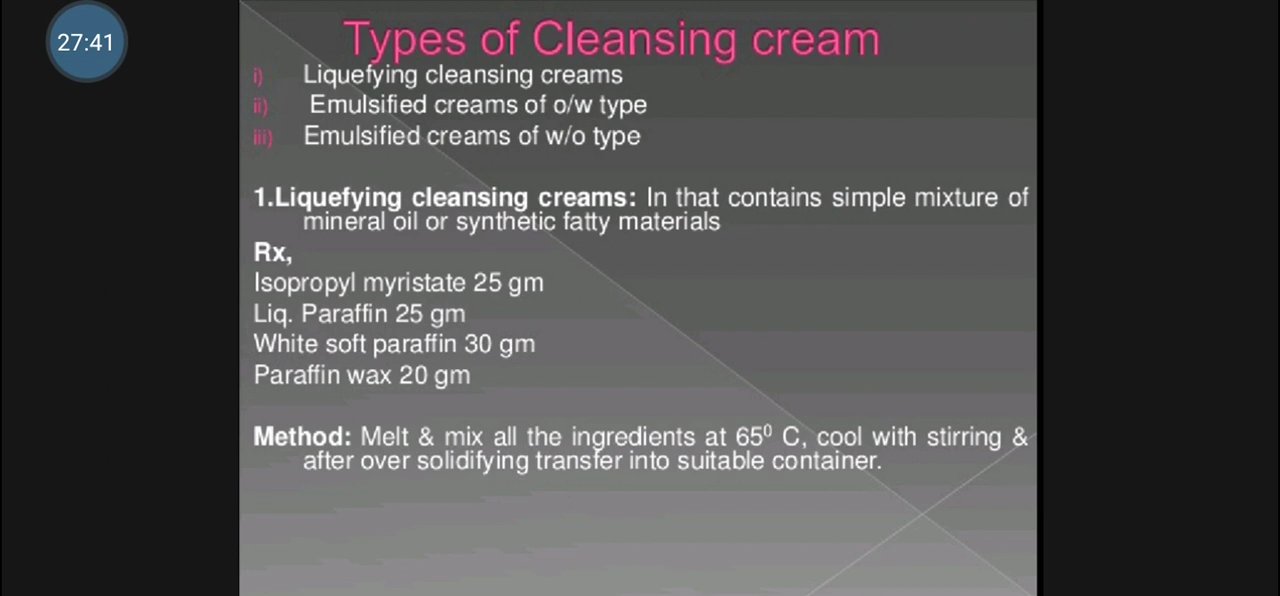 27:41
Types of Cleansing cream
i) Liquefying cleansing creams
ii) Emulsified creams of o/w type
iii) Emulsified creams of w/o type
1.Liquefying cleansing creams: In that contains simple mixture of
mineral oil or synthetic fatty materials
Rx,
Isopropyl myristate 25 gm
Liq. Paraffin 25 gm
White soft paraffin 30 gm
Paraffin wax 20 gm
Method: Melt & mix all the ingredients at 65⁰ C, cool with stirring &
after over solidifying transfer into suitable container.